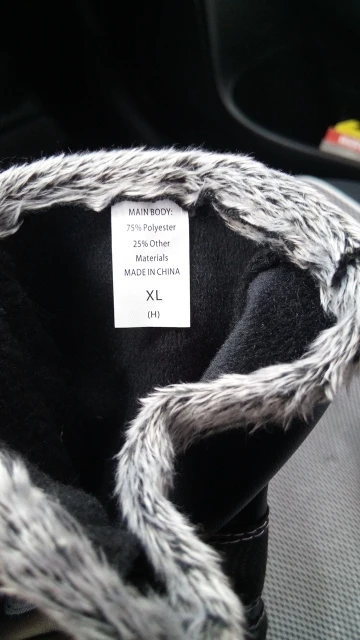 MAIN BODY:
75% Polyester
25% Other
Materials
MADE IN CHINA
XL
(H)